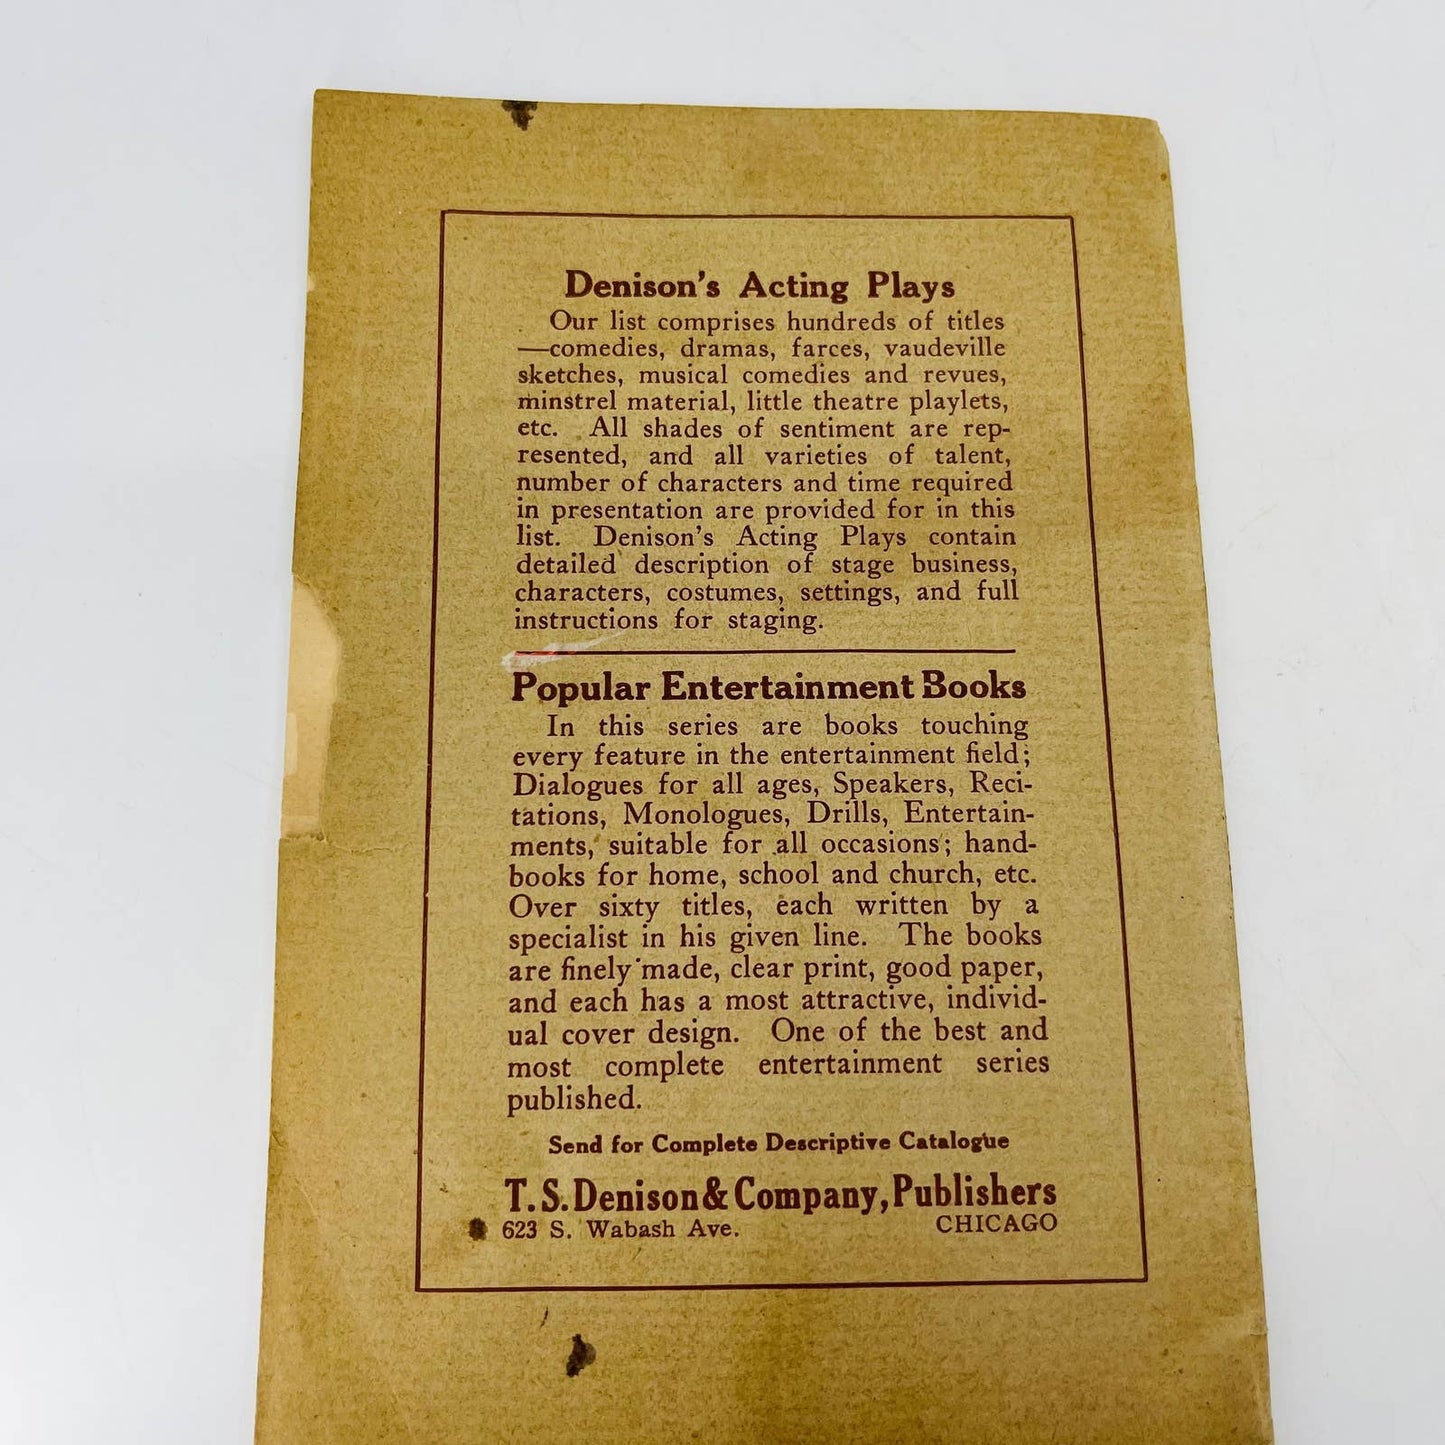 Denison's Acting Plays
Our list comprises hundreds of titles
—comedies, dramas, farces, vaudeville
sketches, musical comedies and revues,
minstrel material, little theatre playlets,
etc. All shades of sentiment are rep-
resented, and all varieties of talent,
number of characters and time required
in presentation are provided for in this
list. Denison's Acting Plays contain
detailed description of stage business,
characters, costumes, settings, and full
instructions for staging.
Popular Entertainment Books
In this series are books touching
every feature in the entertainment field;
Dialogues for all ages, Speakers, Reci-
tations, Monologues, Drills, Entertain-
ments, suitable for all occasions; hand-
books for home, school and church, etc.
Over sixty titles, each written by a
specialist in his given line. The books
are finely made, clear print, good paper,
and each has a most attractive, individ-
ual cover design. One of the best and
most complete entertainment series
published.
Send for Complete Descriptive Catalogue
T. S. Denison & Company, Publishers
623 S. Wabash Ave. CHICAGO